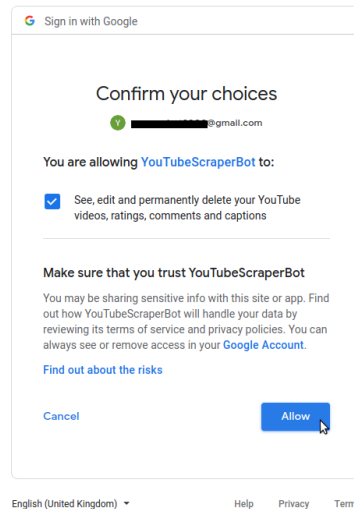 Sign in with Google
Confirm your choices
Y @gmail.com
You are allowing YouTubeScraperBot to:
See, edit and permanently delete your YouTube
videos, ratings, comments and captions
Make sure that you trust YouTubeScraperBot
You may be sharing sensitive info with this site or app. Find
out how YouTubeScraperBot will handle your data by
reviewing its terms of service and privacy policies. You can
always see or remove access in your Google Account.
Find out about the risks
Cancel Allow
English (United Kingdom) Help Privacy Term